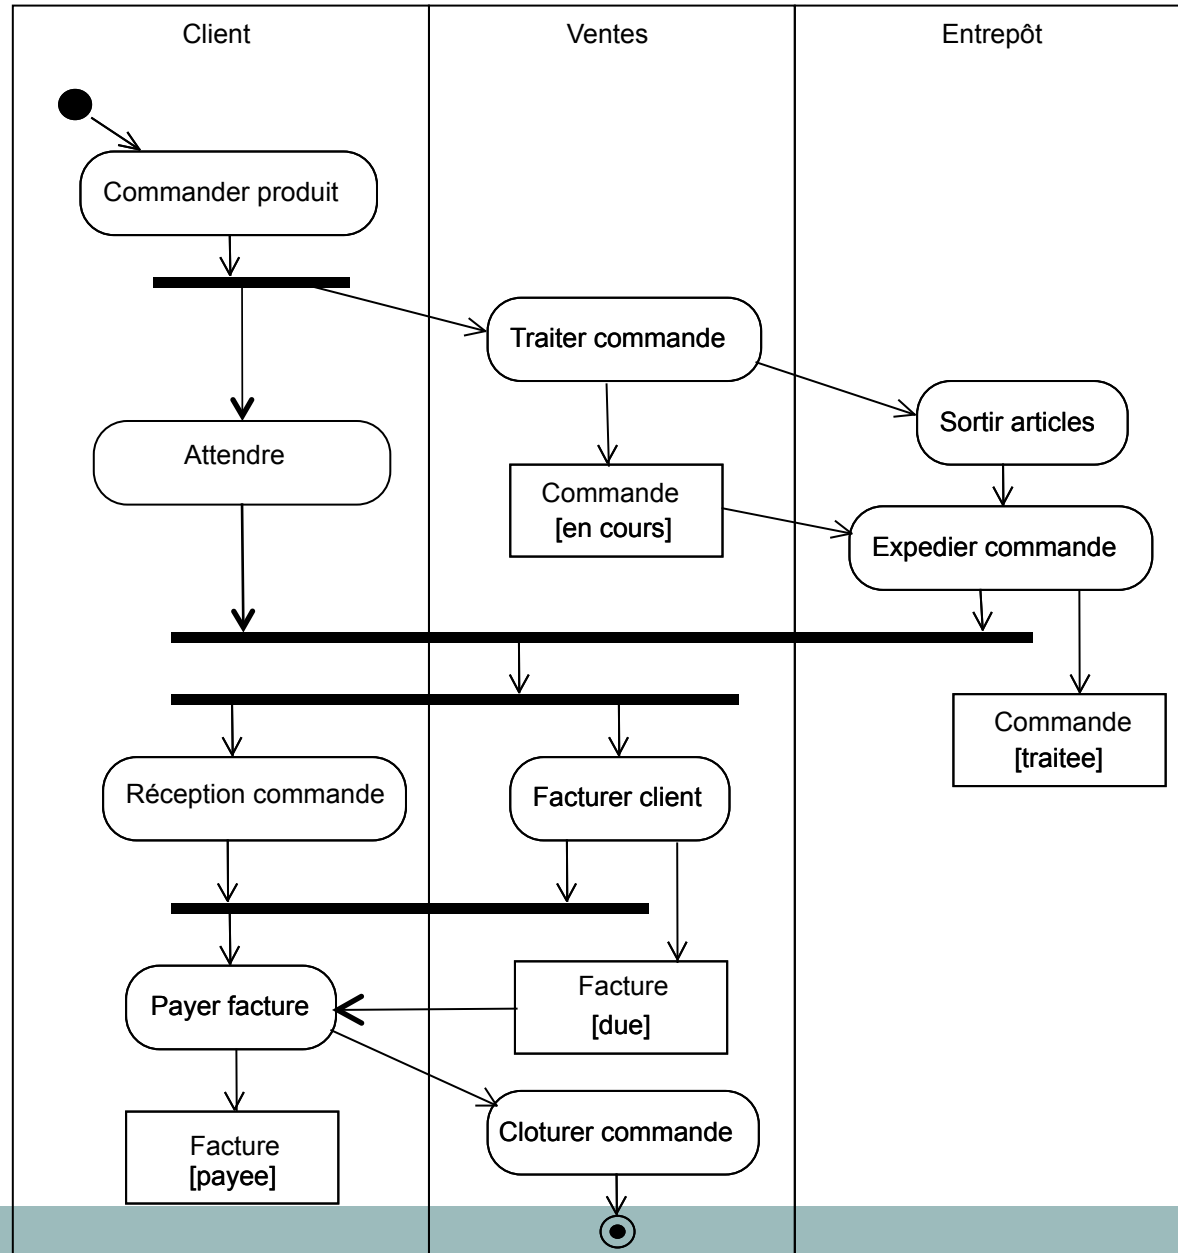 Client
Ventes
Entrepôt
Commander produit
Traiter commande
Sortir articles
Attendre
Commande
[en cours]
Expedier commande
Commande
[traitee]
Réception commande
Facturer client
Facture
[due]
Payer facture
Cloturer commande
Facture
[payee]